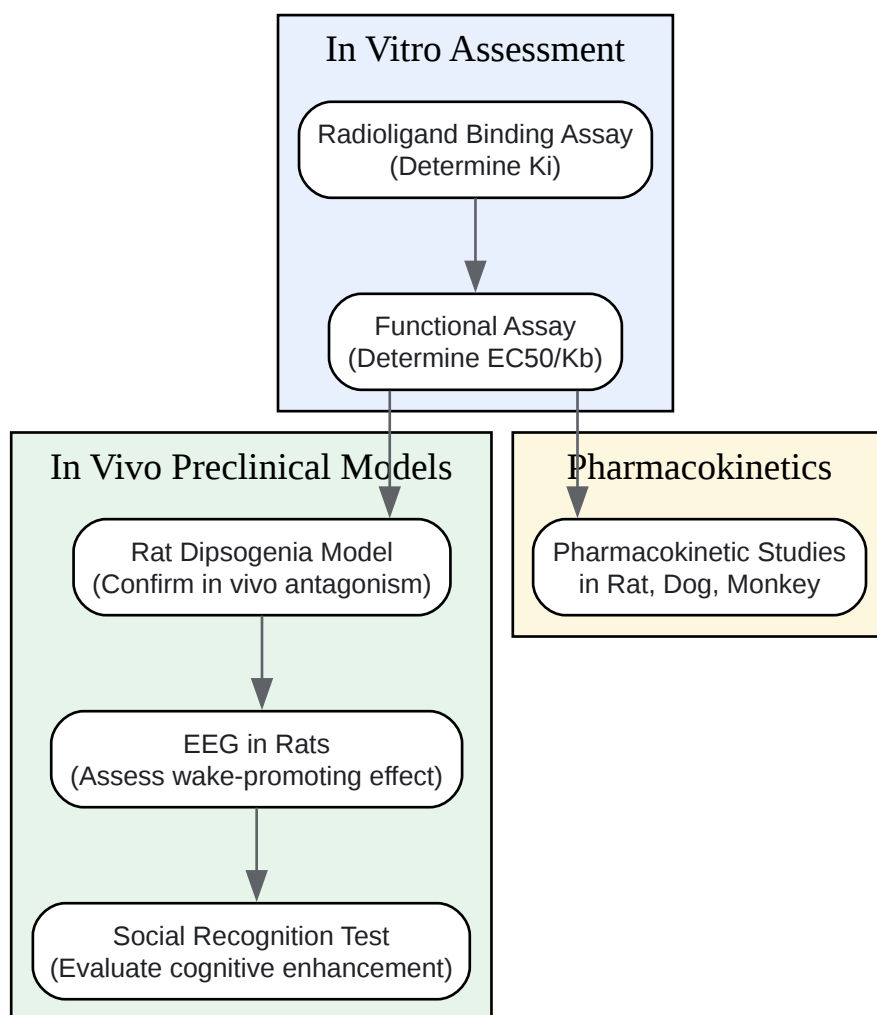 In Vitro Assessment
Radioligand Binding Assay
(Determine Ki)
Functional Assay
(Determine EC50/Kb)
In Vivo Preclinical Models
Pharmacokinetics
Rat Dipsogenia Model
(Confirm in vivo antagonism)
Pharmacokinetic Studies
in Rat, Dog, Monkey
EEG in Rats
(Assess wake-promoting effect)
Social Recognition Test
(Evaluate cognitive enhancement)